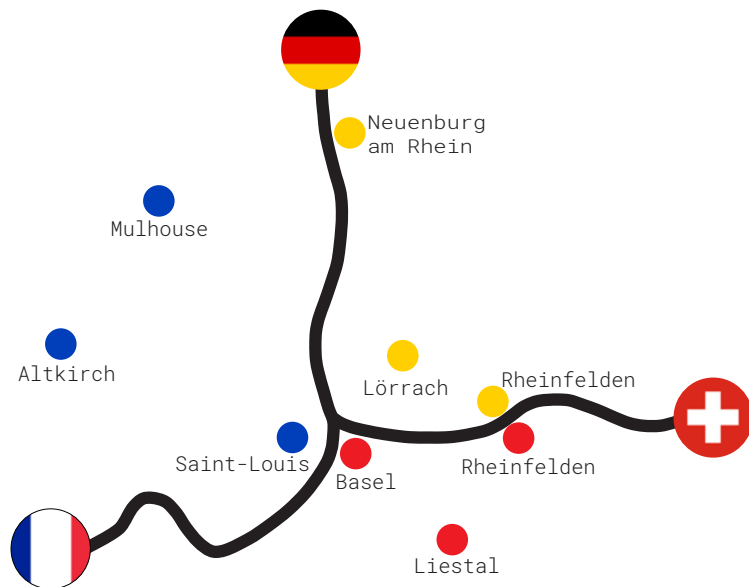 Neuenburg
am Rhein
Mulhouse
Altkirch
Lörrach
Rheinfelden
Saint-Louis
Basel
Rheinfelden
Liestal